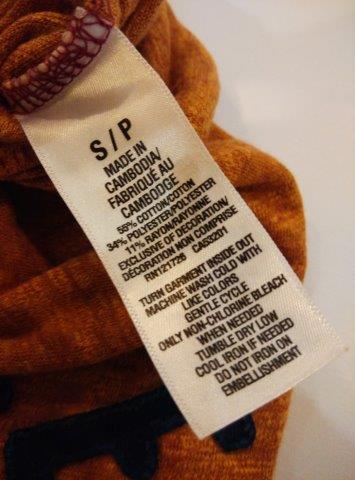 S/P
MADE IN
CAMBODIA/
FABRIQUÉ AU
CAMBODGE
55% COTTON/COTON
34% POLYESTER/POLYESTER
11% RAYON/RAYONNE
EXCLUSIVE OF DECORATION/
DÉCORATION NON COMPRISE
RN121726 CA53201
TURN GARMENT INSIDE OUT
MACHINE WASH COLD WITH
LIKE COLORS
GENTLE CYCLE
ONLY NON-CHLORINE BLEACH
WHEN NEEDED
TUMBLE DRY LOW
COOL IRON IF NEEDED
DO NOT IRON ON
EMBELLISHMENT